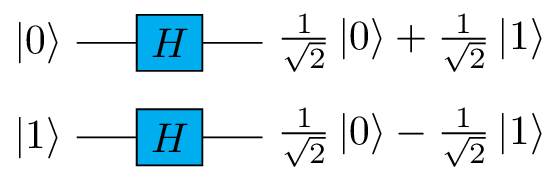 |0⟩ H 1/√2 |0⟩ + 1/√2 |1⟩
|1⟩ H 1/√2 |0⟩ − 1/√2 |1⟩